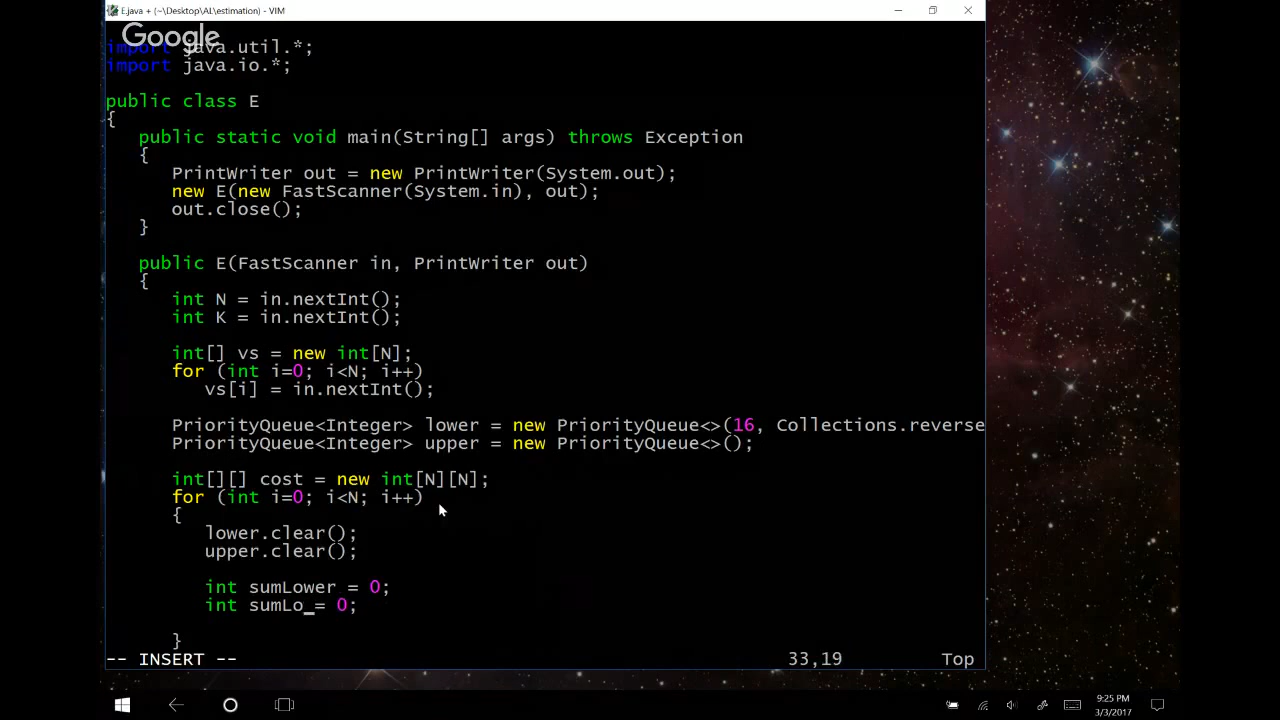 E.java + (~\Desktop\AL\estimation) - VIM
Google
import java.util.*;
import java.io.*;
public class E
{
public static void main(String[] args) throws Exception
{
PrintWriter out = new PrintWriter(System.out);
new E(new FastScanner(System.in), out);
out.close();
}
public E(FastScanner in, PrintWriter out)
{
int N = in.nextInt();
int K = in.nextInt();
int[] vs = new int[N];
for (int i=0; i<N; i++)
vs[i] = in.nextInt();
PriorityQueue<Integer> lower = new PriorityQueue<>(16, Collections.reverse
PriorityQueue<Integer> upper = new PriorityQueue<>();
int[][] cost = new int[N][N];
for (int i=0; i<N; i++)
{
lower.clear();
upper.clear();
int sumLower = 0;
int sumLo_= 0;
}
-- INSERT -- 33,19 Top
9:25 PM
3/3/2017